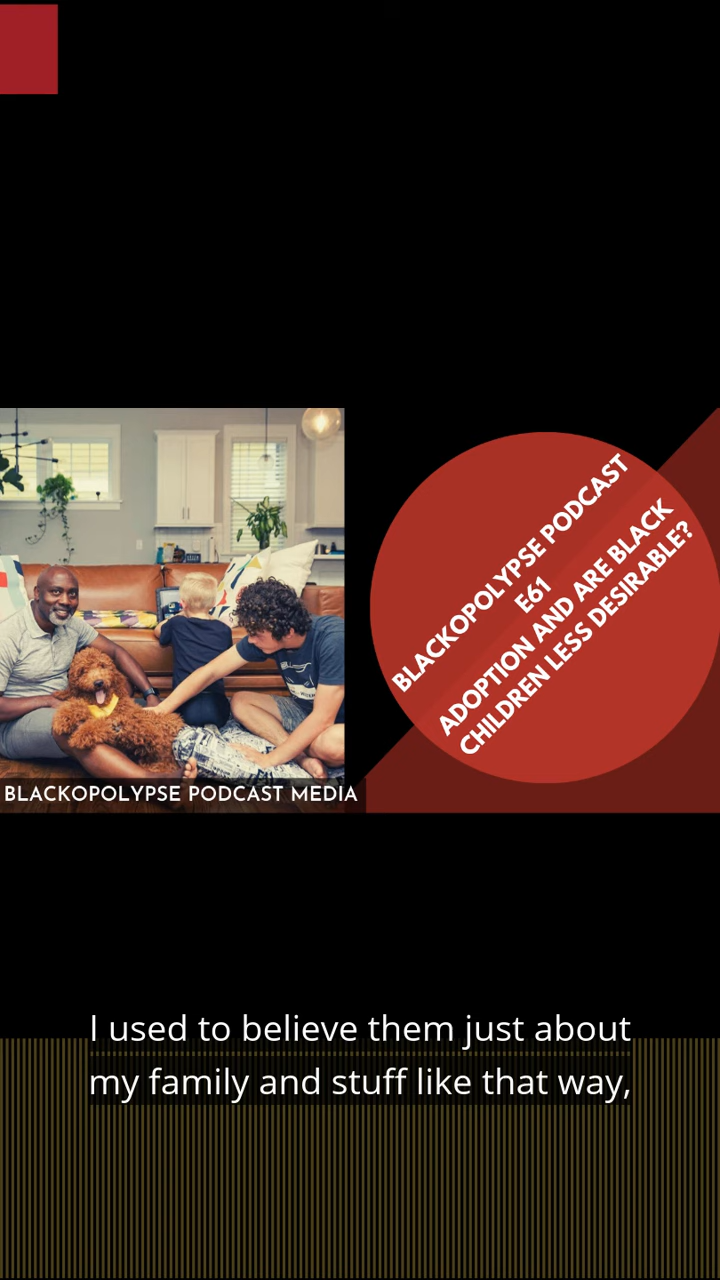 BLACKOPOLYPSE PODCAST
E61
ADOPTION AND ARE BLACK
CHILDREN LESS DESIRABLE?
BLACKOPOLYPSE PODCAST MEDIA
I used to believe them just about
my family and stuff like that way,